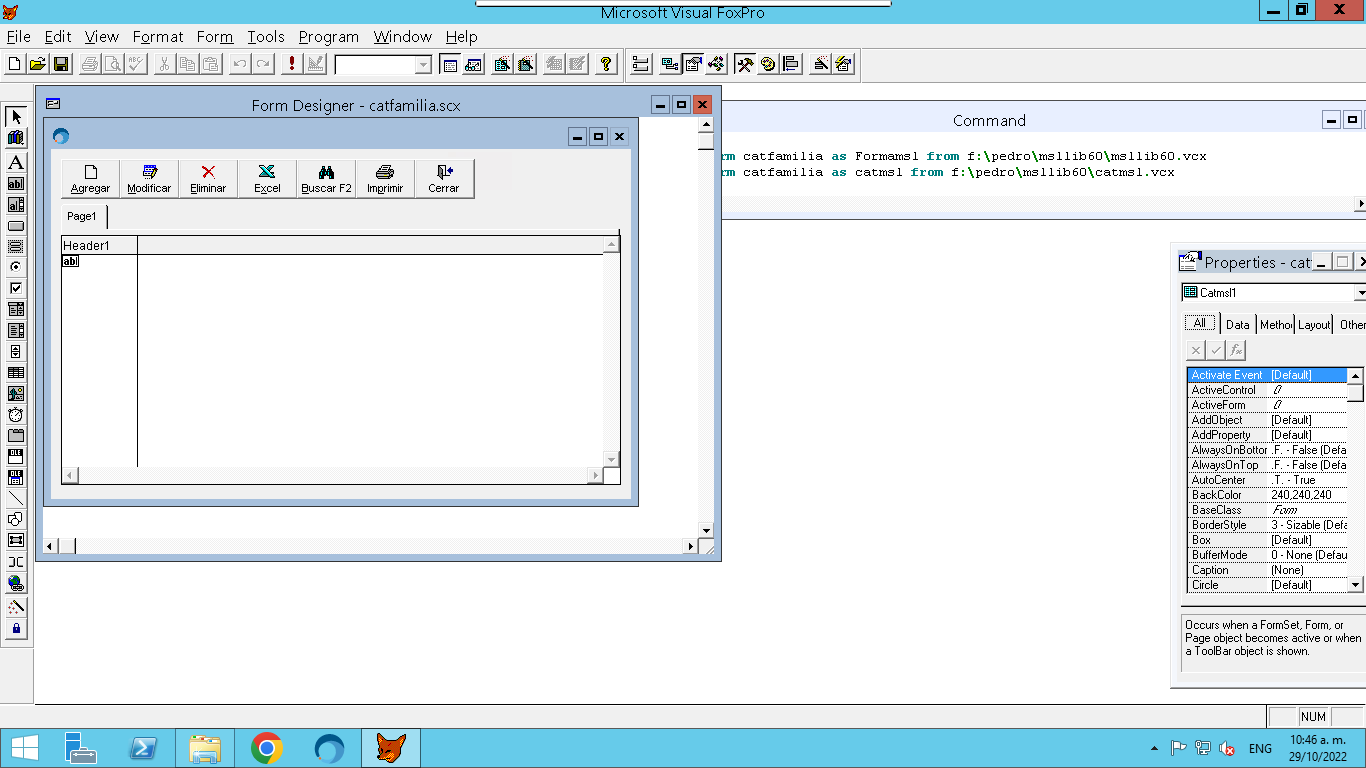 Microsoft Visual FoxPro
File Edit View Format Form Tools Program Window Help
Form Designer - catfamilia.scx
Agregar Modificar Eliminar Excel Buscar F2 Imprimir Cerrar
Page1
Header1
abl
Command
rm catfamilia as Formamsl from f:\pedro\msllib60\msllib60.vcx
rm catfamilia as catmsl from f:\pedro\msllib60\catmsl.vcx
Properties - cat
Catmsl1
All Data Method Layout Other
Activate Event [Default]
ActiveControl 0
ActiveForm 0
AddObject [Default]
AddProperty [Default]
AlwaysOnBottor .F. - False (Defa
AlwaysOnTop .F. - False (Defa
AutoCenter .T. - True
BackColor 240,240,240
BaseClass Form
BorderStyle 3 - Sizable (Defa
Box [Default]
BufferMode 0 - None (Defau
Caption (None)
Circle [Default]
Occurs when a FormSet, Form, or
Page object becomes active or when
a ToolBar object is shown.
NUM
ENG
10:46 a. m.
29/10/2022